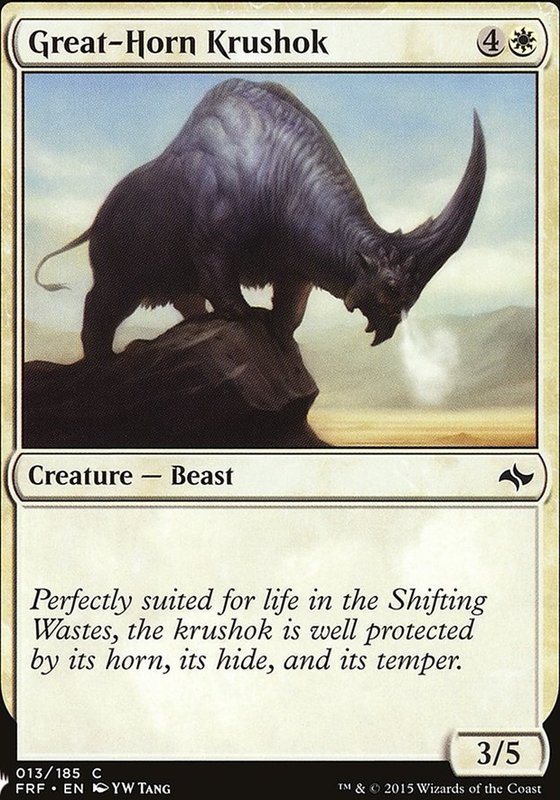 Great-Horn Krushok 4
Creature — Beast
Perfectly suited for life in the Shifting
Wastes, the krushok is well protected
by its horn, its hide, and its temper.
3/5
013/185 C
FRF • EN YW Tang
™ & © 2015 Wizards of the Coast